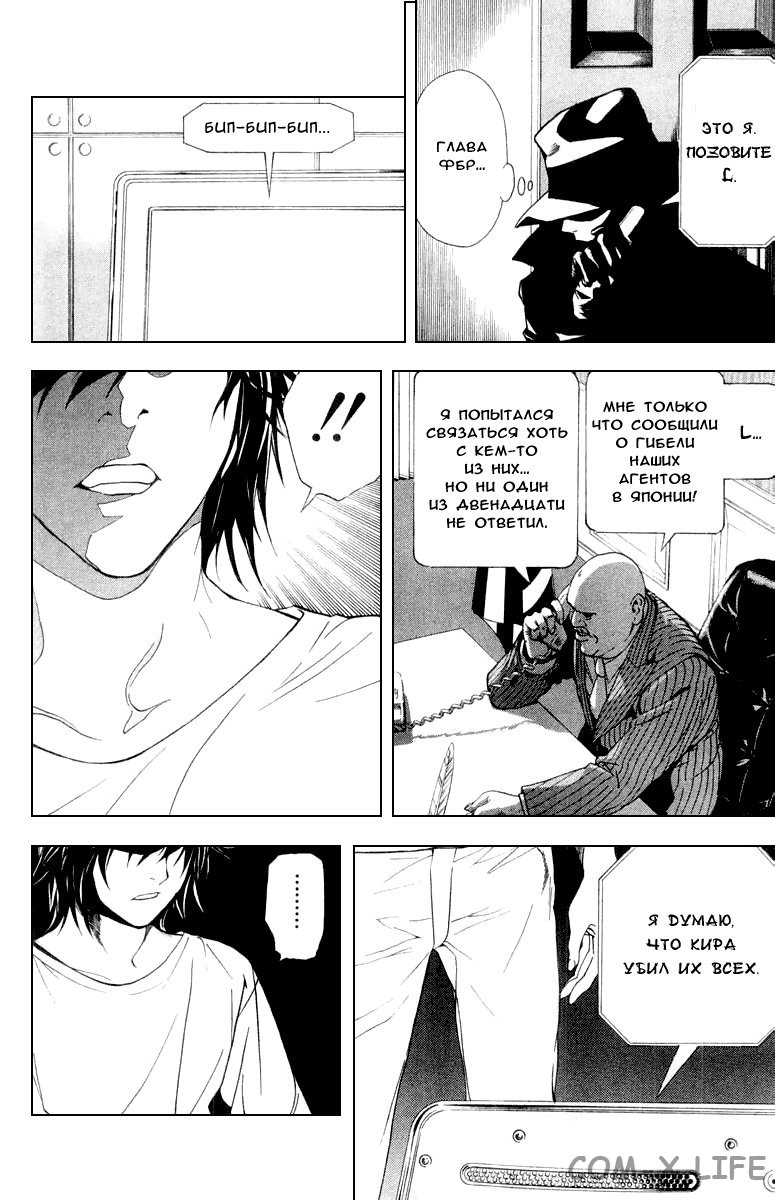 ЭТО Я.
ПОЗОВИТЕ
L.
ГЛАВА
ФБР...
БИП-БИП-БИП...
L...
МНЕ ТОЛЬКО
ЧТО СООБЩИЛИ
О ГИБЕЛИ
НАШИХ
АГЕНТОВ
В ЯПОНИИ!
Я ПОПЫТАЛСЯ
СВЯЗАТЬСЯ ХОТЬ
С КЕМ-ТО
ИЗ НИХ...
НО НИ ОДИН
ИЗ ДВЕНАДЦАТИ
НЕ ОТВЕТИЛ.
!!
Я ДУМАЮ,
ЧТО КИРА
УБИЛ ИХ ВСЕХ.
.........
COM_X.LIFE